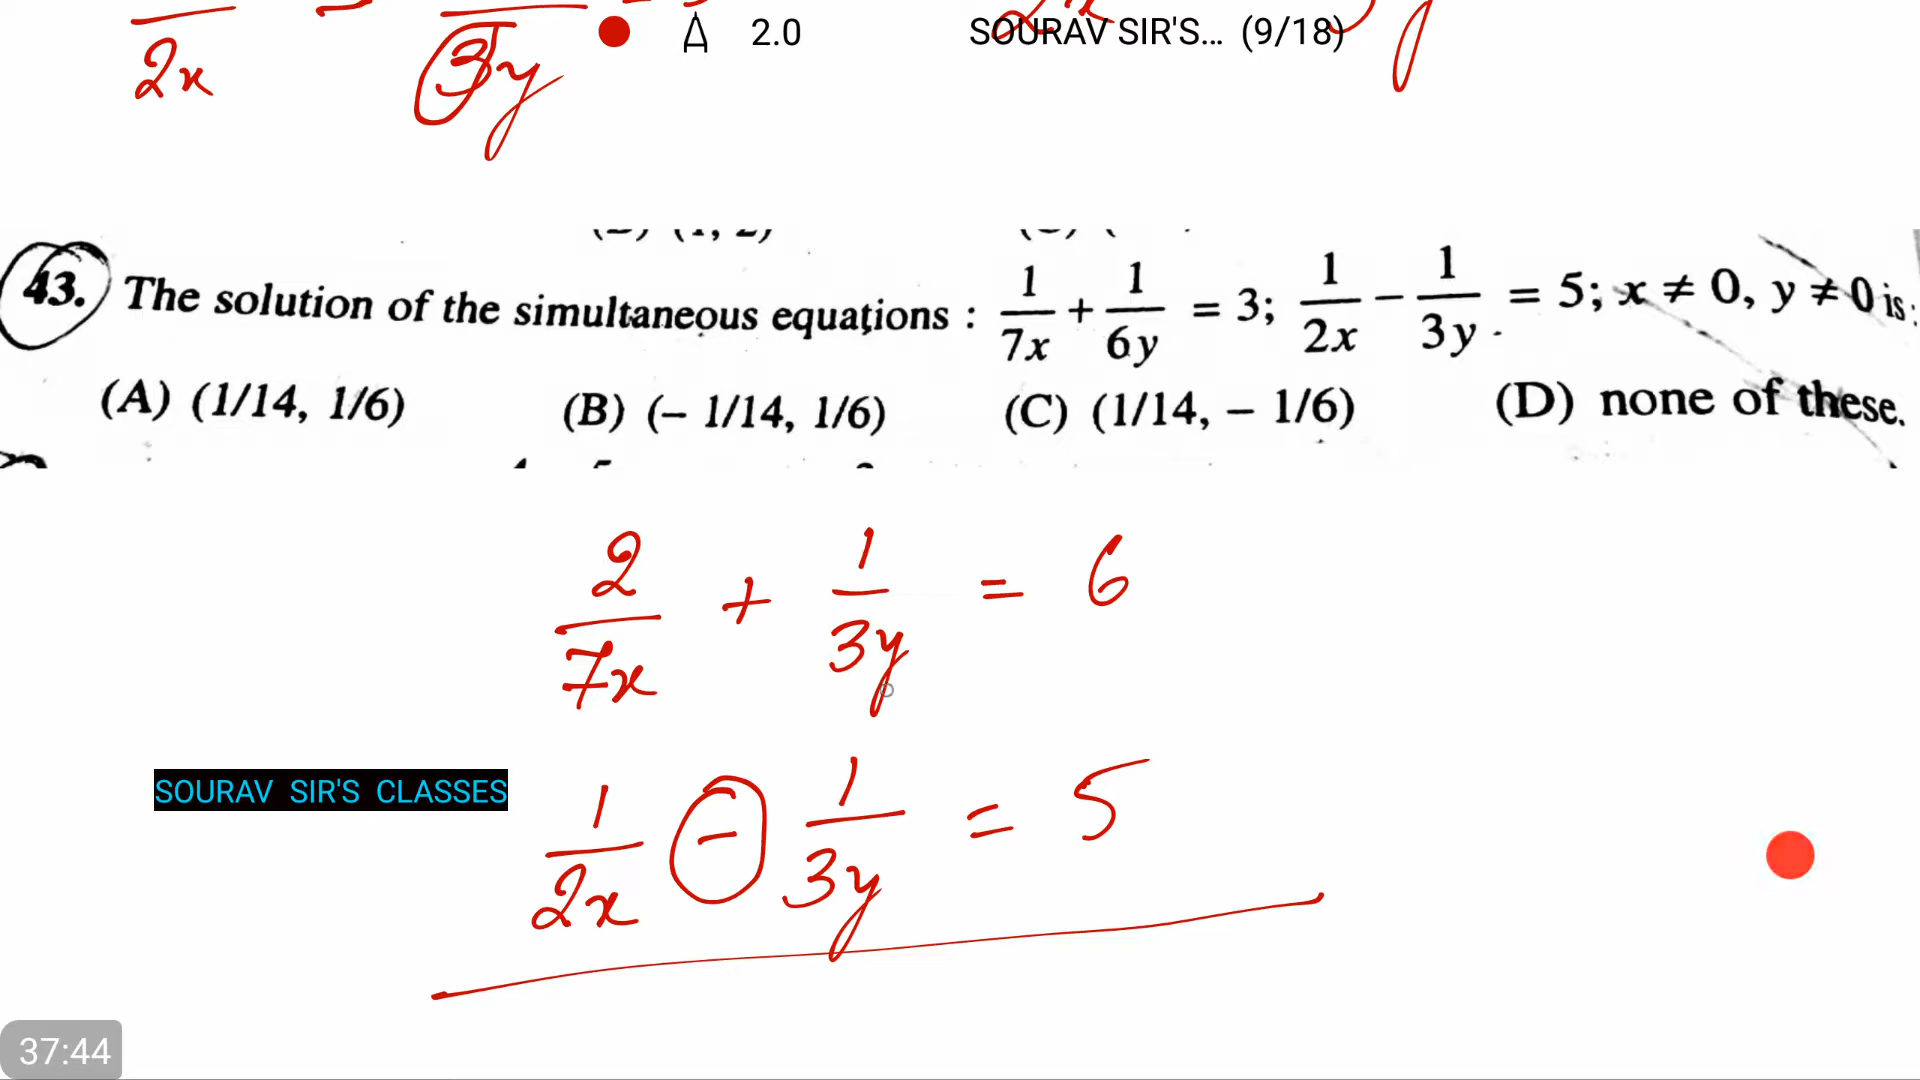 2x 3y
A 2.0 SOURAV SIR'S... (9/18)
43. The solution of the simultaneous equations : 1/7x + 1/6y = 3; 1/2x − 1/3y = 5; x ≠ 0, y ≠ 0 is:
(A) (1/14, 1/6) (B) (− 1/14, 1/6) (C) (1/14, − 1/6) (D) none of these.
2/7x + 1/3y = 6
SOURAV SIR'S CLASSES
1/2x − 1/3y = 5
37:44